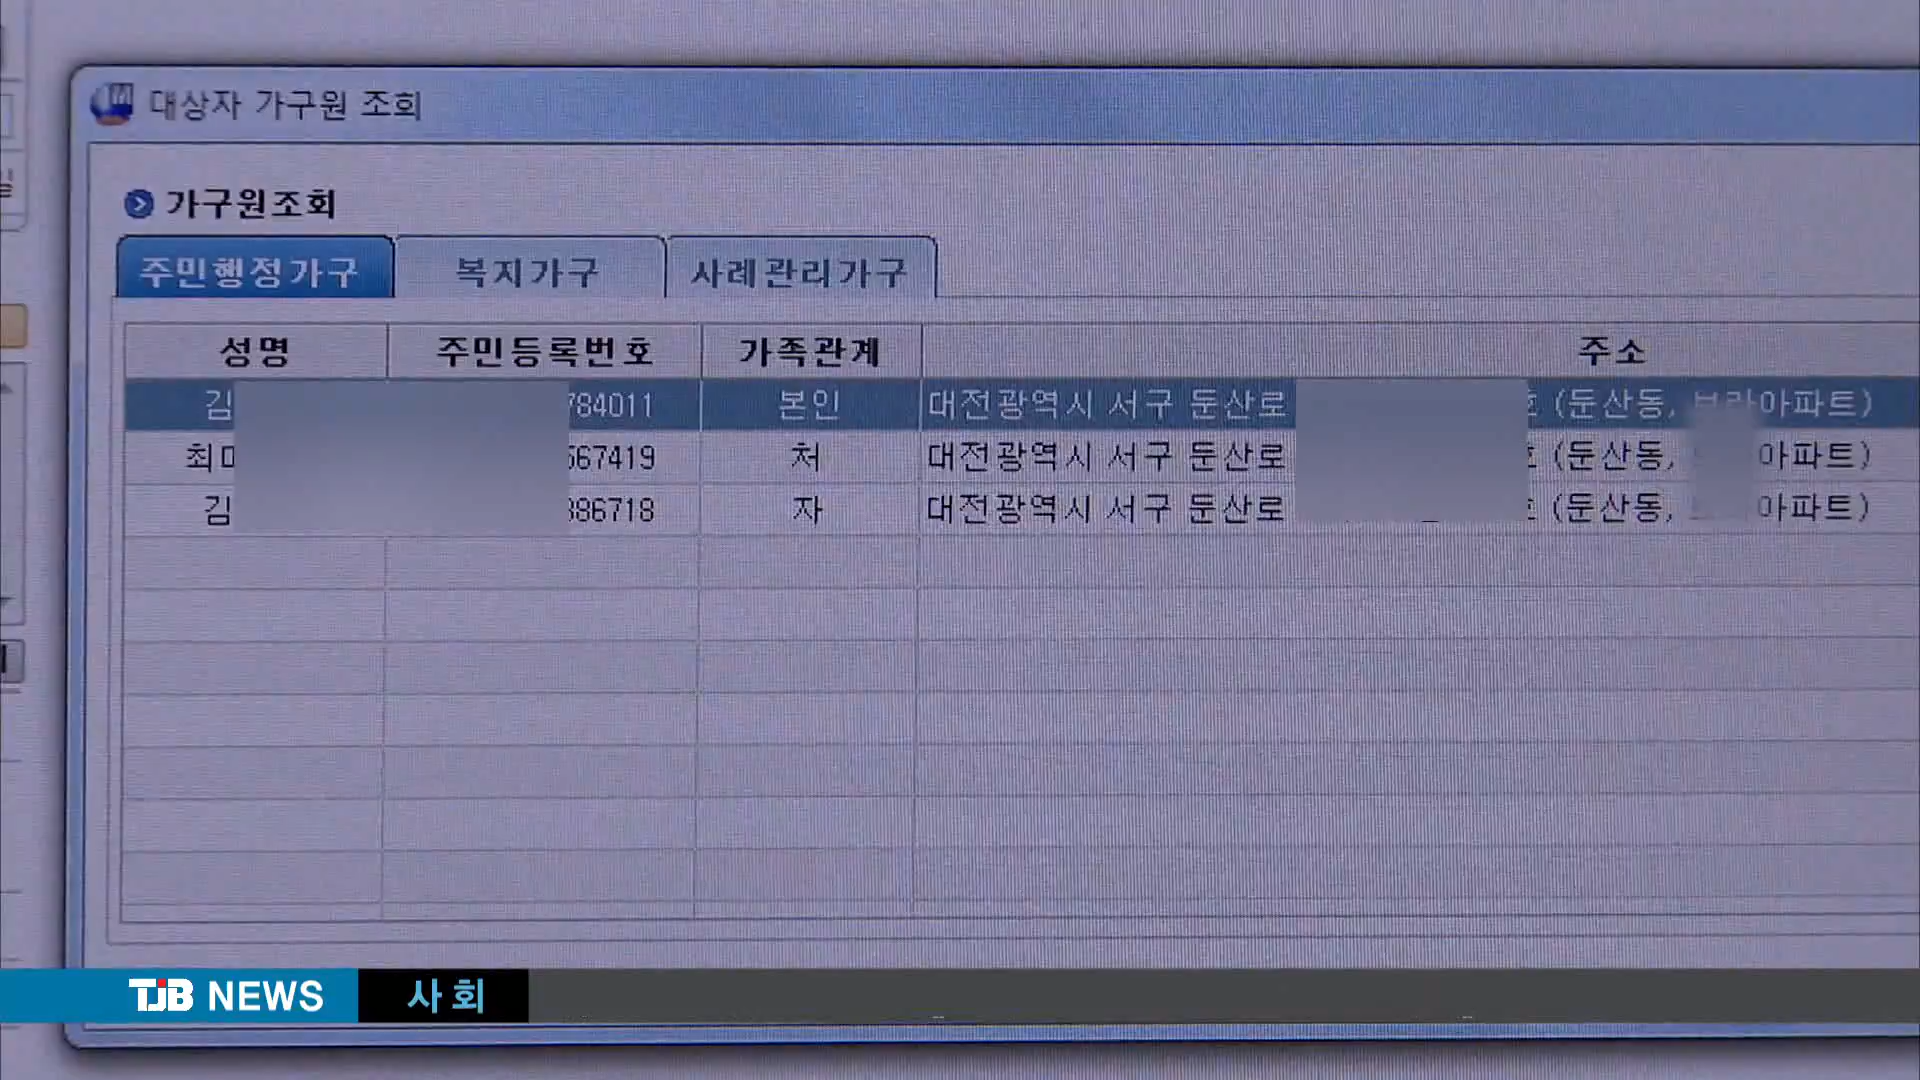 대상자 가구원 조회
가구원조회
주민행정가구 복지가구 사례관리가구
성명 주민등록번호 가족관계 주소
김 784011 본인 대전광역시 서구 둔산로 (둔산동, 아파트)
최 567419 처 대전광역시 서구 둔산로 (둔산동, 아파트)
김 386718 자 대전광역시 서구 둔산로 (둔산동, 아파트)
TJB NEWS 사회